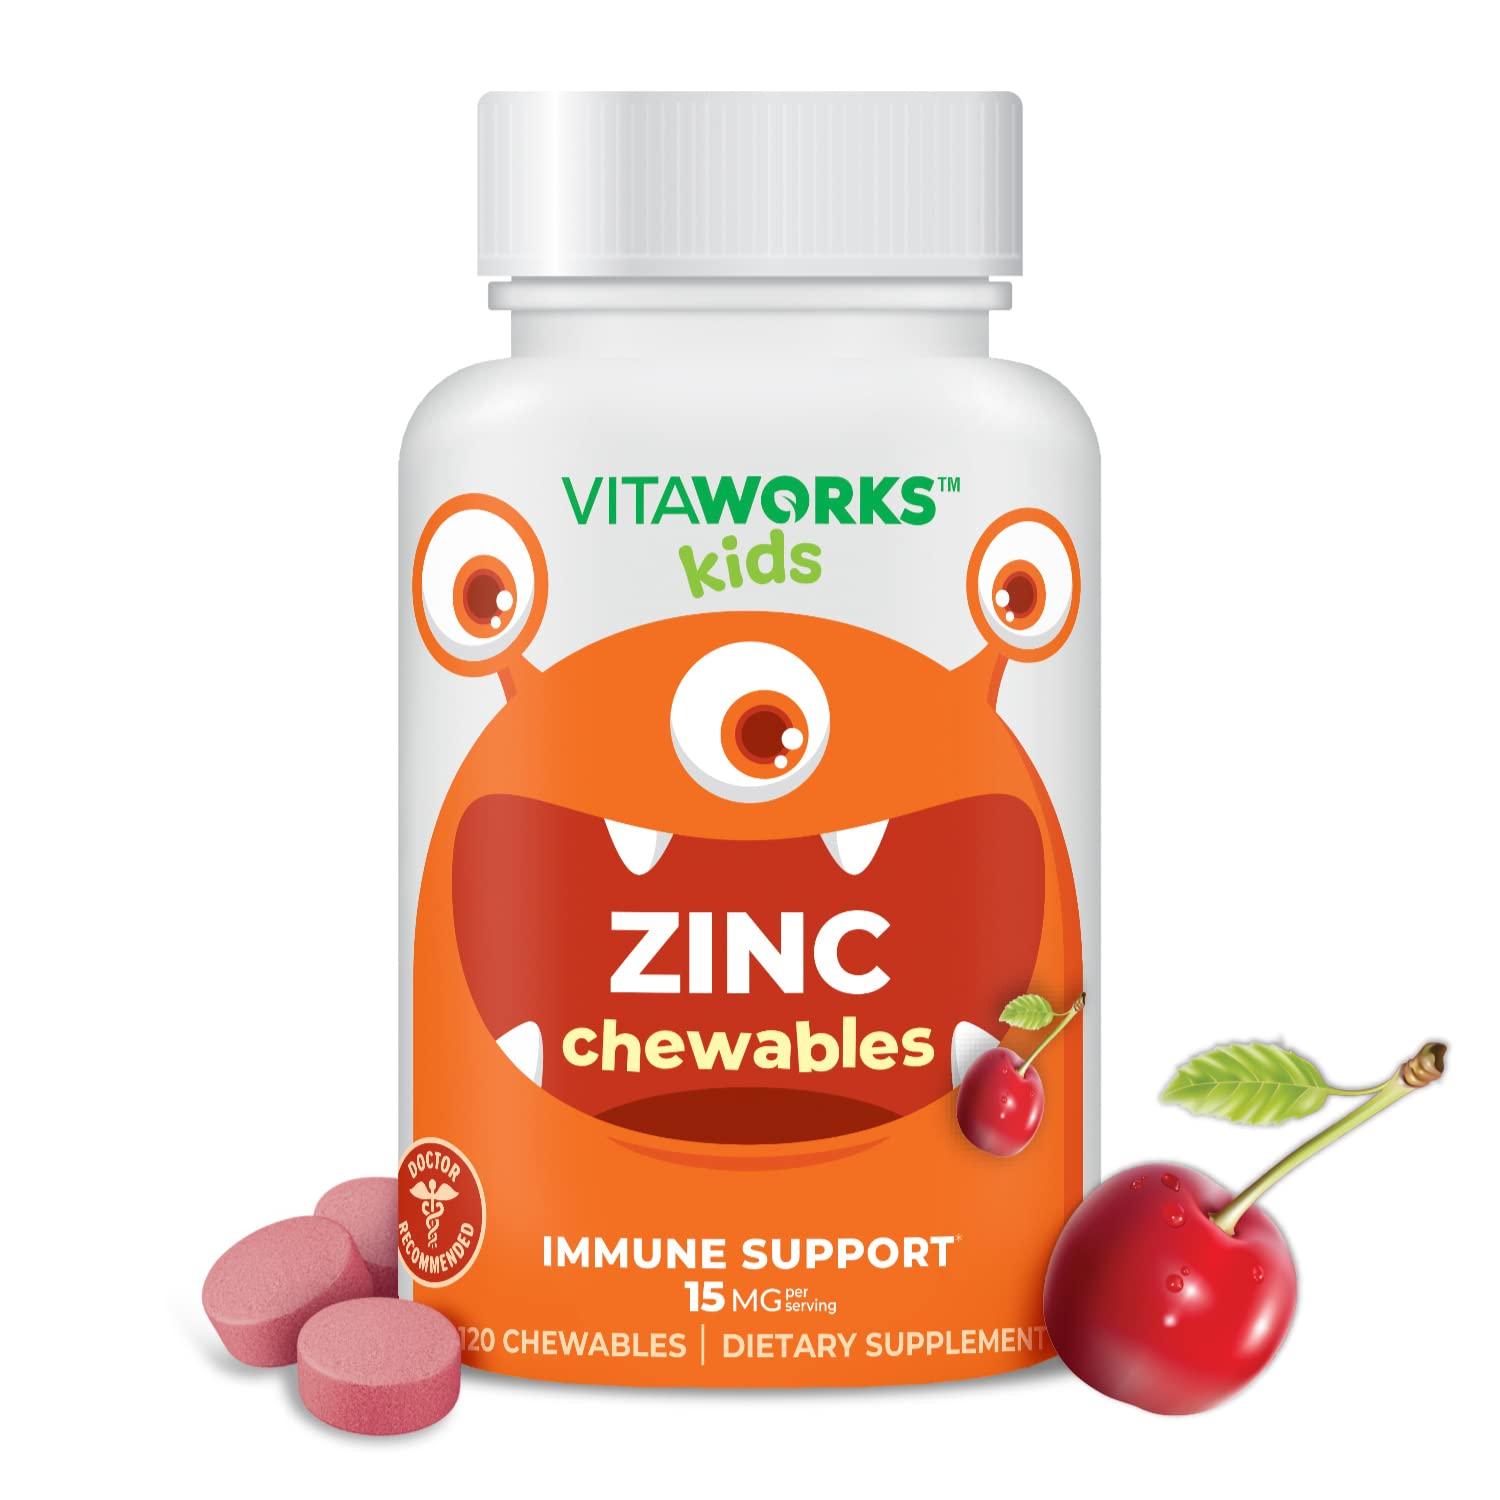 VITAWORKS™
kids
ZINC
chewables
DOCTOR
RECOMMENDED
IMMUNE SUPPORT*
15 MG per serving
120 CHEWABLES | DIETARY SUPPLEMENT